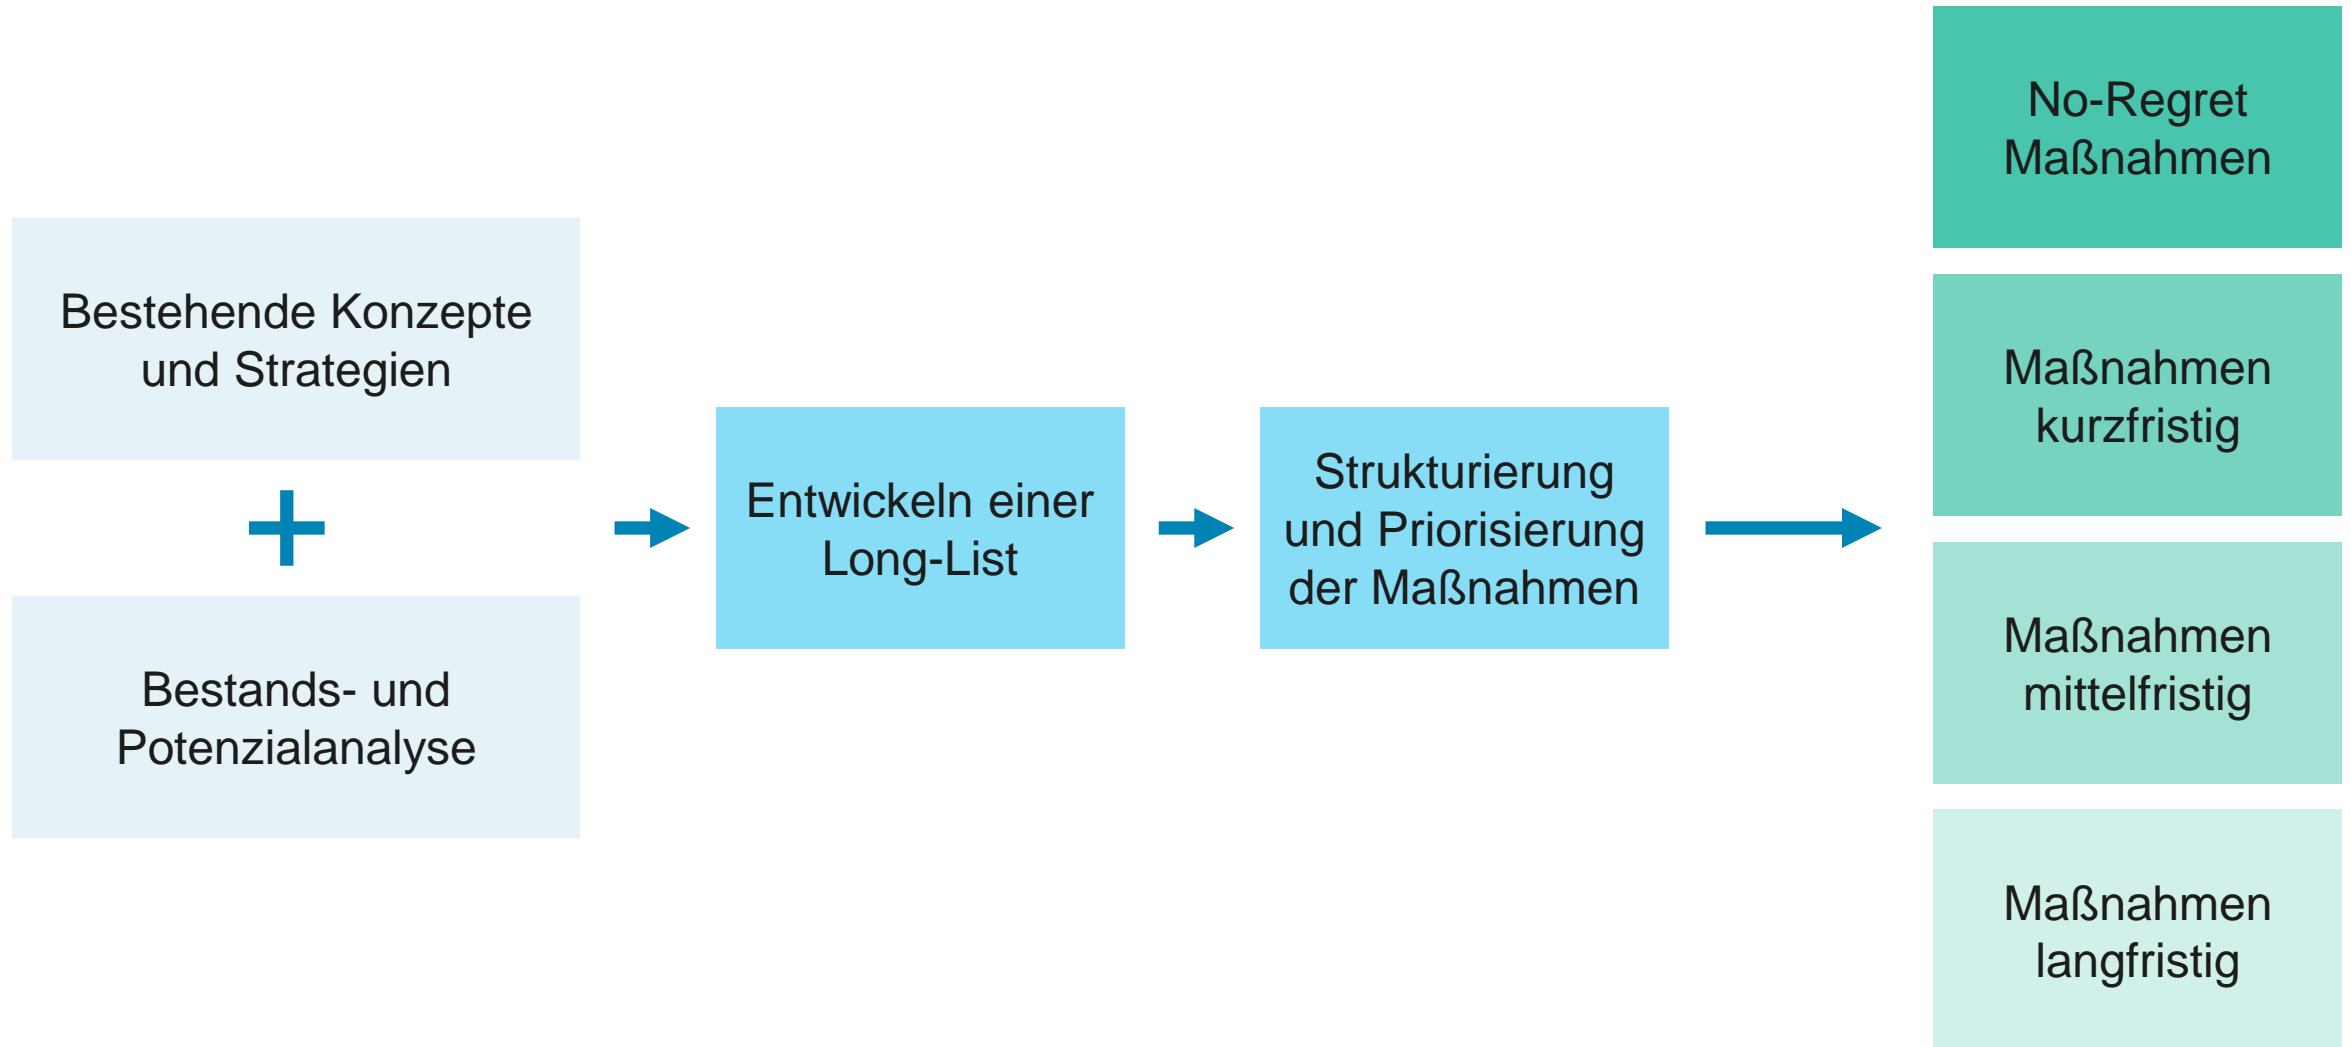 Bestehende Konzepte
und Strategien
Bestands- und
Potenzialanalyse
Entwickeln einer
Long-List
Strukturierung
und Priorisierung
der Maßnahmen
No-Regret
Maßnahmen
Maßnahmen
kurzfristig
Maßnahmen
mittelfristig
Maßnahmen
langfristig